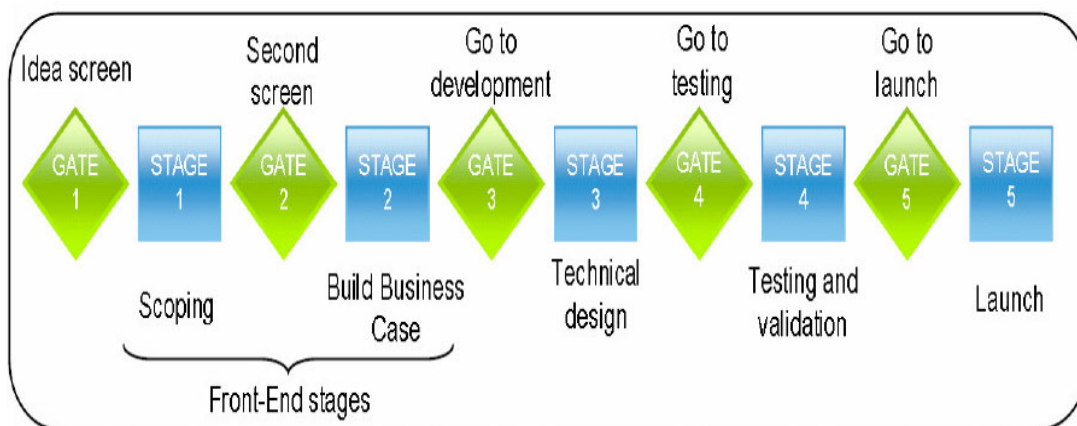 Idea screen
Second
screen
Go to
development
Go to
testing
Go to
launch
GATE
1
STAGE
1
GATE
2
STAGE
2
GATE
3
STAGE
3
GATE
4
STAGE
4
GATE
5
STAGE
5
Scoping
Build Business
Case
Technical
design
Testing and
validation
Launch
Front-End stages